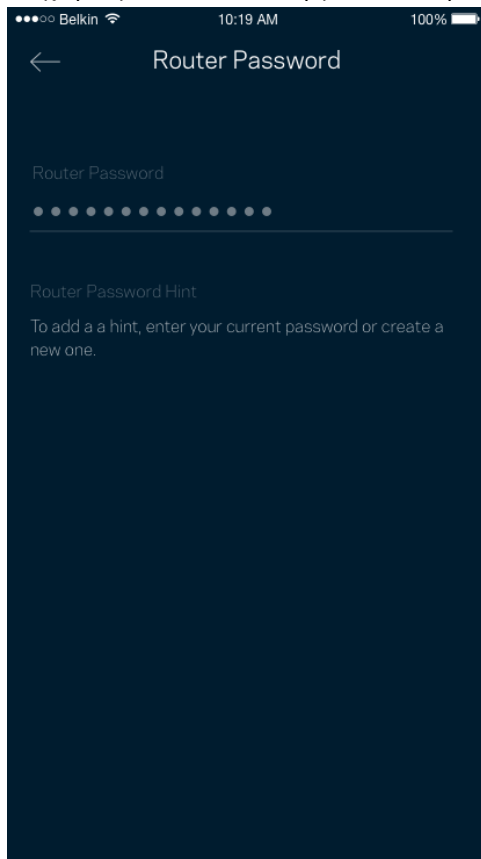 Belkin 10:19 AM 100%
Router Password
Router Password
Router Password Hint
To add a a hint, enter your current password or create a
new one.